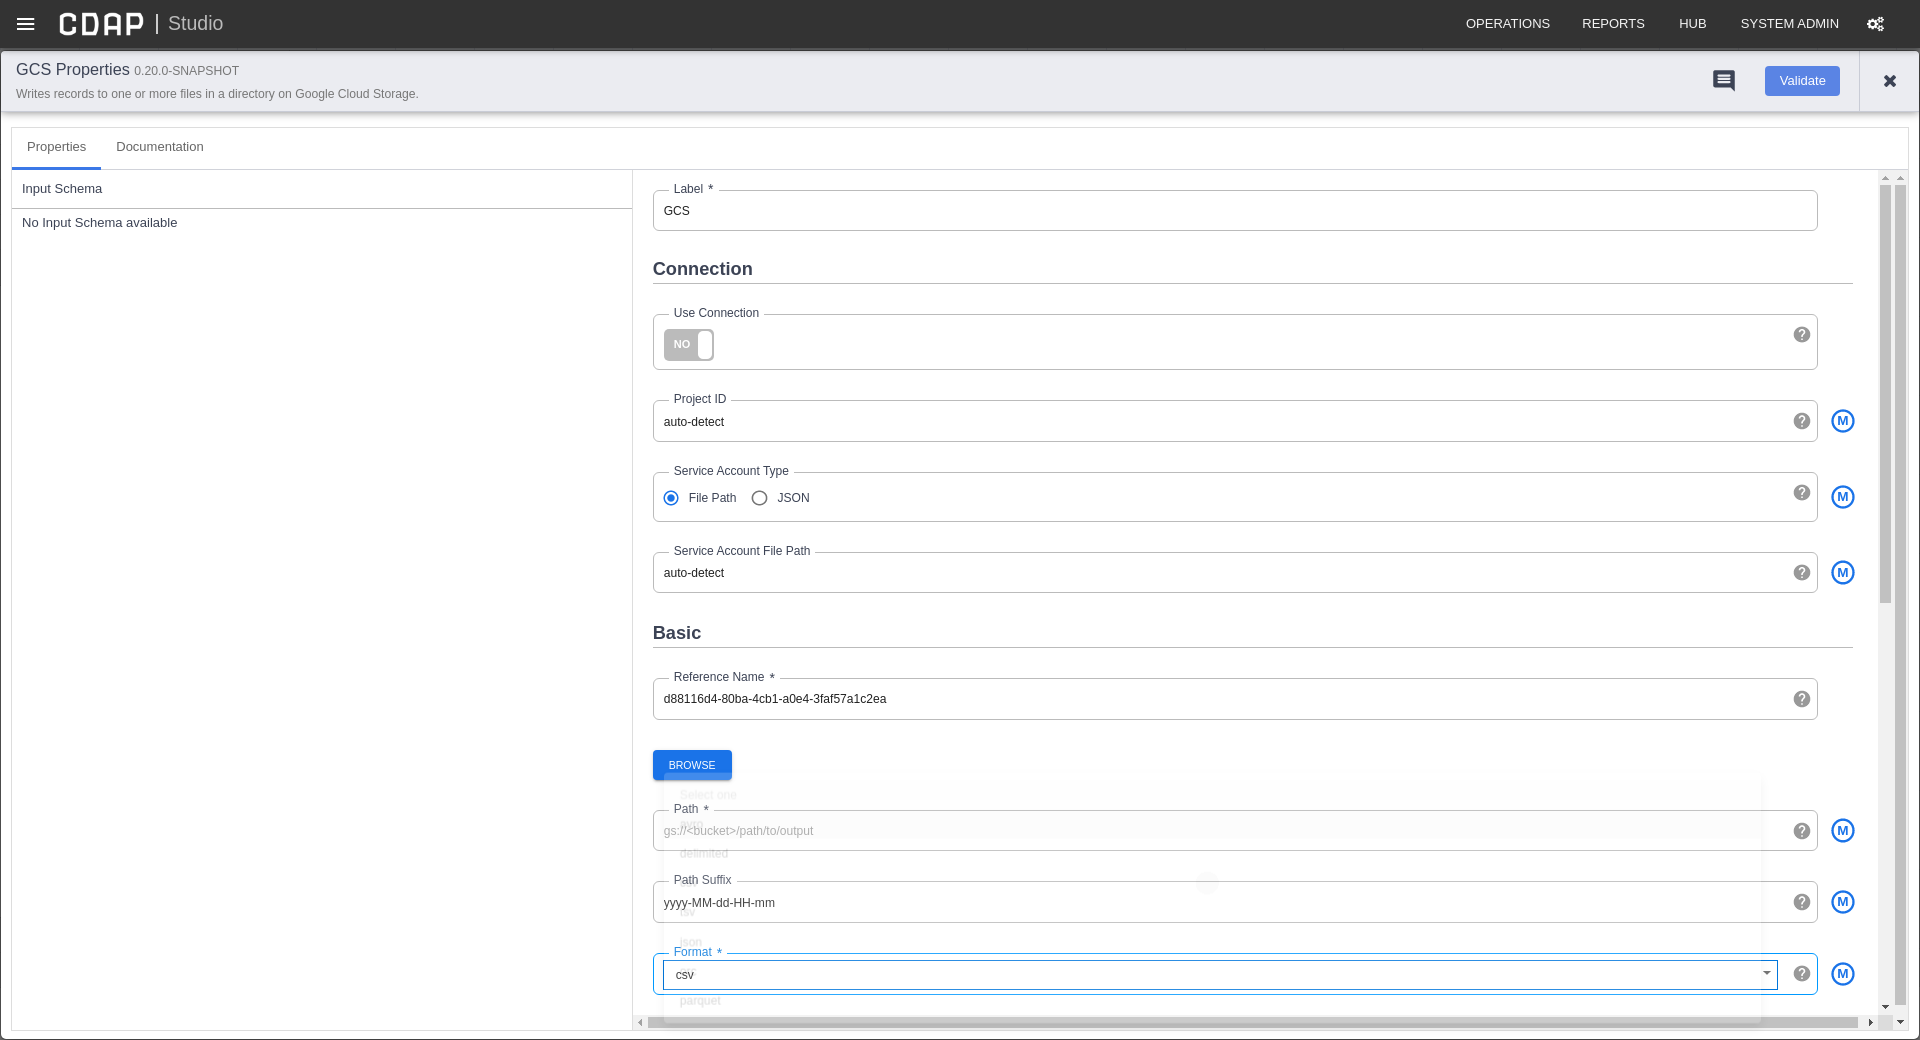 CDAP | Studio
OPERATIONS REPORTS HUB SYSTEM ADMIN
GCS Properties 0.20.0-SNAPSHOT
Writes records to one or more files in a directory on Google Cloud Storage.
Validate
Properties Documentation
Input Schema
No Input Schema available
Label *
GCS
Connection
Use Connection
NO
Project ID
auto-detect
M
Service Account Type
File Path JSON
M
Service Account File Path
auto-detect
M
Basic
Reference Name *
d88116d4-80ba-4cb1-a0e4-3faf57a1c2ea
BROWSE
Select one
Path *
avro
gs://<bucket>/path/to/output
M
delimited
Path Suffix
yyyy-MM-dd-HH-mm
M
tsv
json
Format *
csv
M
parquet